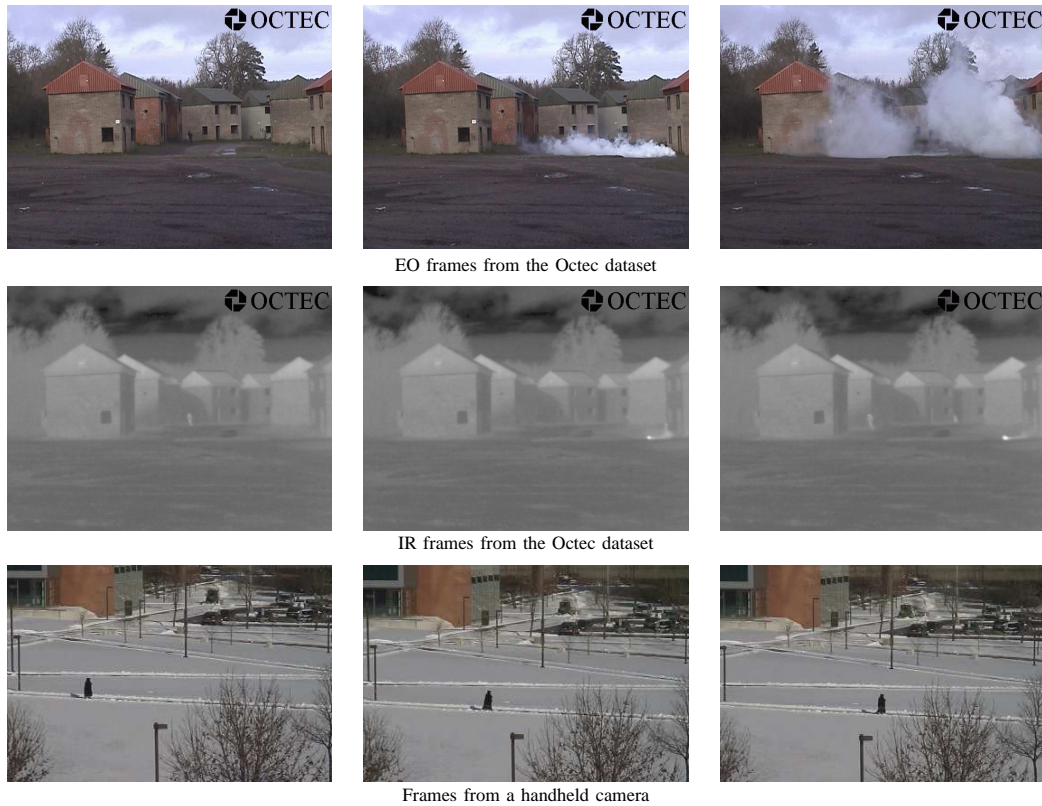 OCTEC
OCTEC
OCTEC
EO frames from the Octec dataset
OCTEC
OCTEC
OCTEC
IR frames from the Octec dataset
Frames from a handheld camera